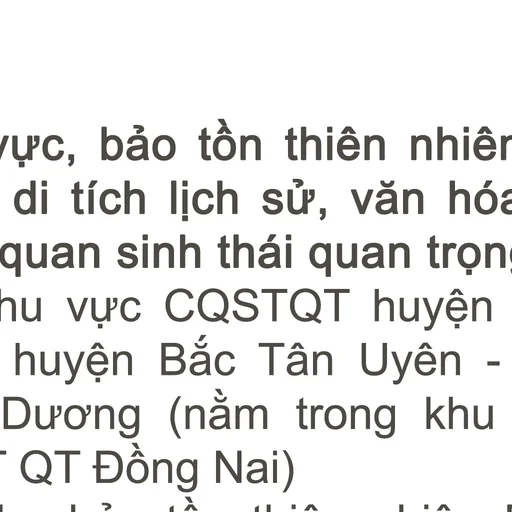 vực, bảo tồn thiên nhiên
di tích lịch sử, văn hóa
quan sinh thái quan trọng
hu vực CQSTQT huyện
huyện Bắc Tân Uyên -
Dương (nằm trong khu
QT Đồng Nai)